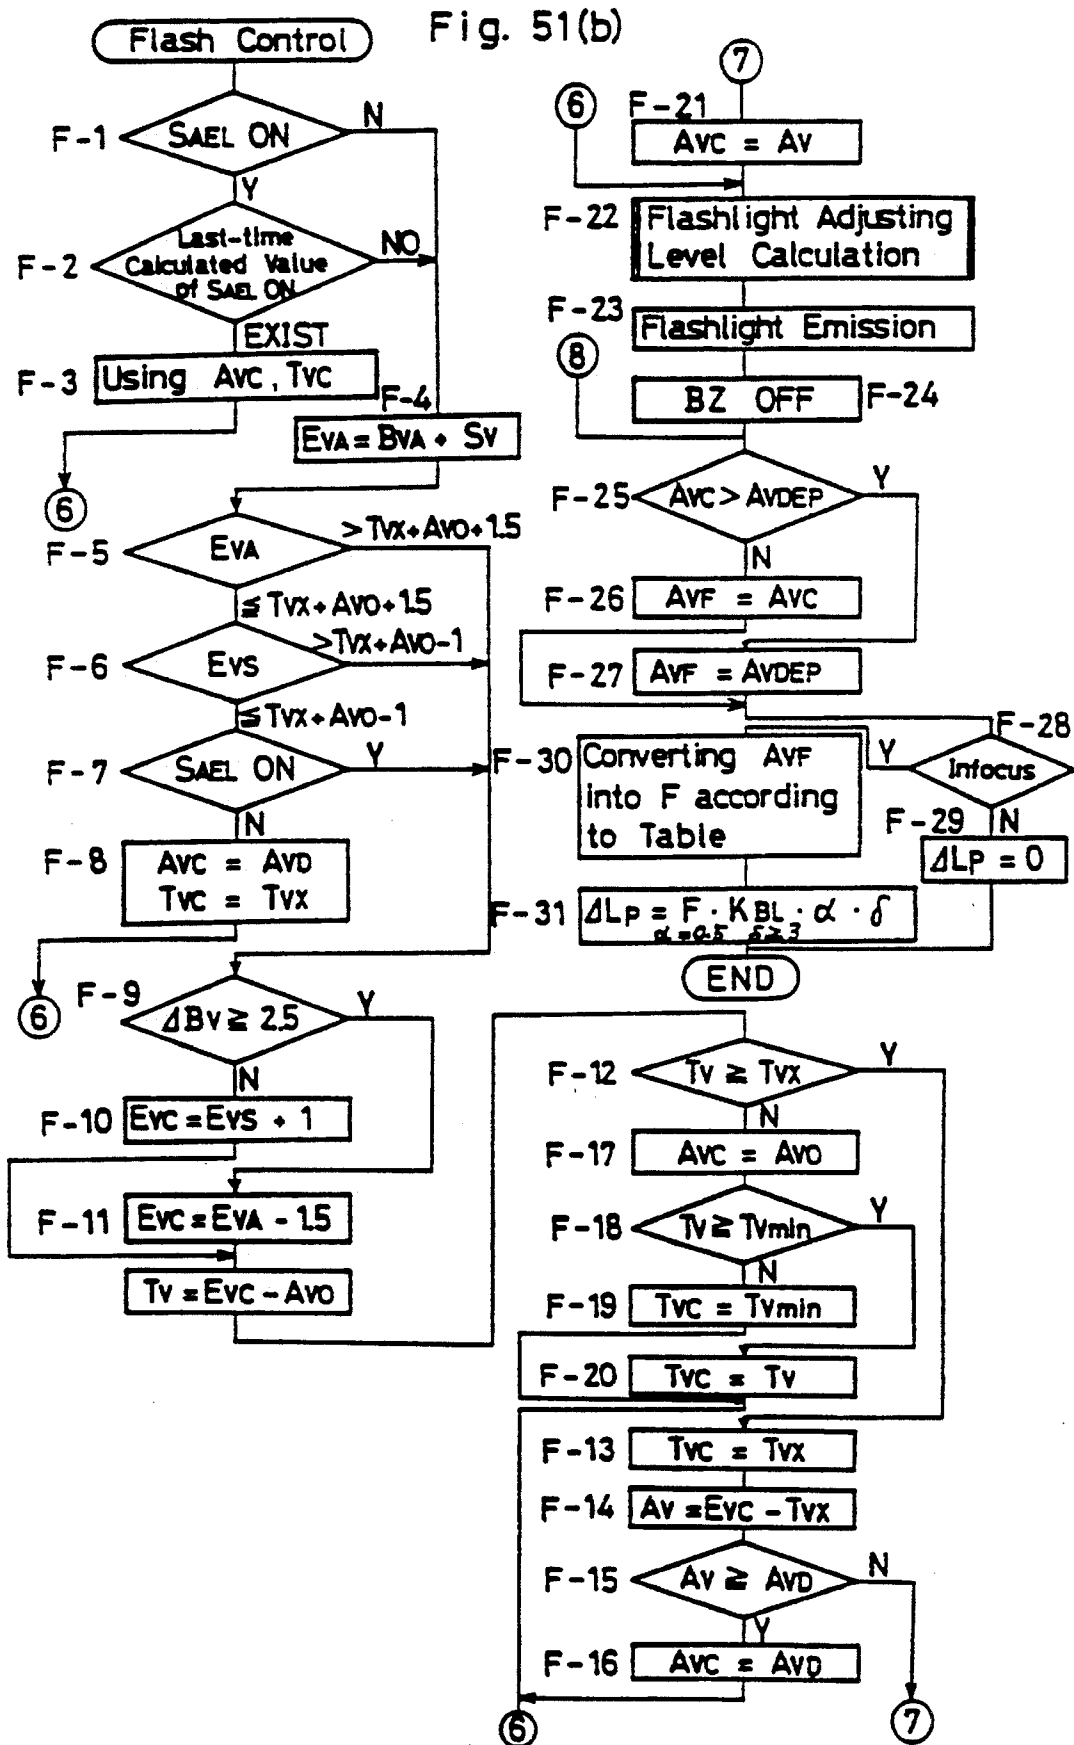 Fig. 51(b)
Flash Control
F-1
SAEL ON
N
Y
F-2
Last-time
Calculated Value
of SAEL ON
NO
EXIST
F-3
Using AVC, TVC
F-4
EVA = BVA + SV
6
F-5
EVA
>TVX+AVO+1.5
≦TVX+AVO+1.5
F-6
EVS
>TVX+AVO-1
≦TVX+AVO-1
F-7
SAEL ON
Y
N
F-8
AVC = AVD
TVC = TVX
6
F-9
ΔBV ≧ 2.5
Y
N
F-10
EVC = EVS + 1
F-11
EVC = EVA - 1.5
TV = EVC - AVO
7
6
F-21
AVC = AV
F-22
Flashlight Adjusting
Level Calculation
F-23
Flashlight Emission
8
BZ OFF
F-24
F-25
AVC > AVDEP
Y
N
F-26
AVF = AVC
F-27
AVF = AVDEP
F-28
Infocus
Y
N
F-29
ΔLP = 0
F-30
Converting AVF
into F according
to Table
F-31
ΔLP = F · KBL · α · δ
α=0.5 δ≧3
END
F-12
TV ≧ TVX
Y
N
F-17
AVC = AVO
F-18
TV ≧ TVmin
Y
N
F-19
TVC = TVmin
F-20
TVC = TV
F-13
TVC = TVX
F-14
AV = EVC - TVX
F-15
AV ≧ AVD
N
Y
F-16
AVC = AVD
6
7